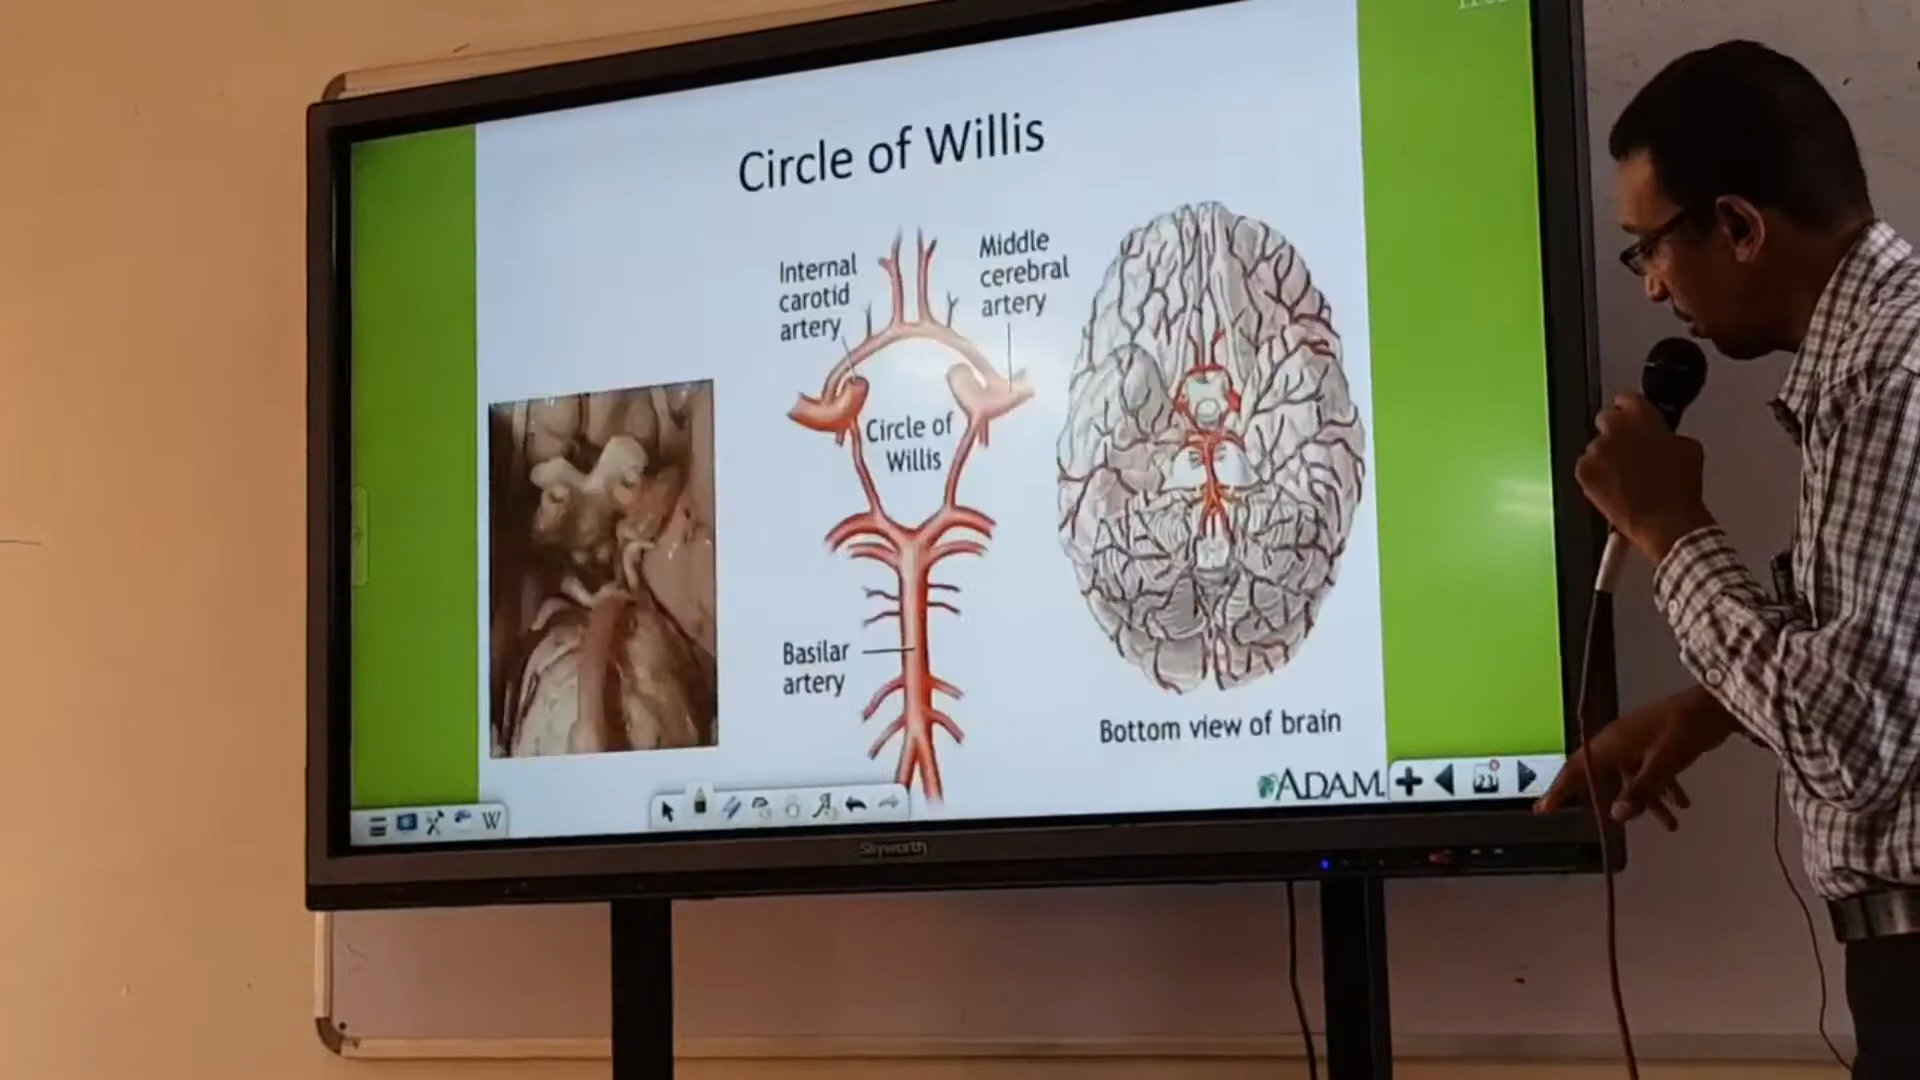 Circle of Willis
Internal
carotid
artery
Middle
cerebral
artery
Circle of
Willis
Basilar
artery
Bottom view of brain
ADAM.
W
21
Skyworth